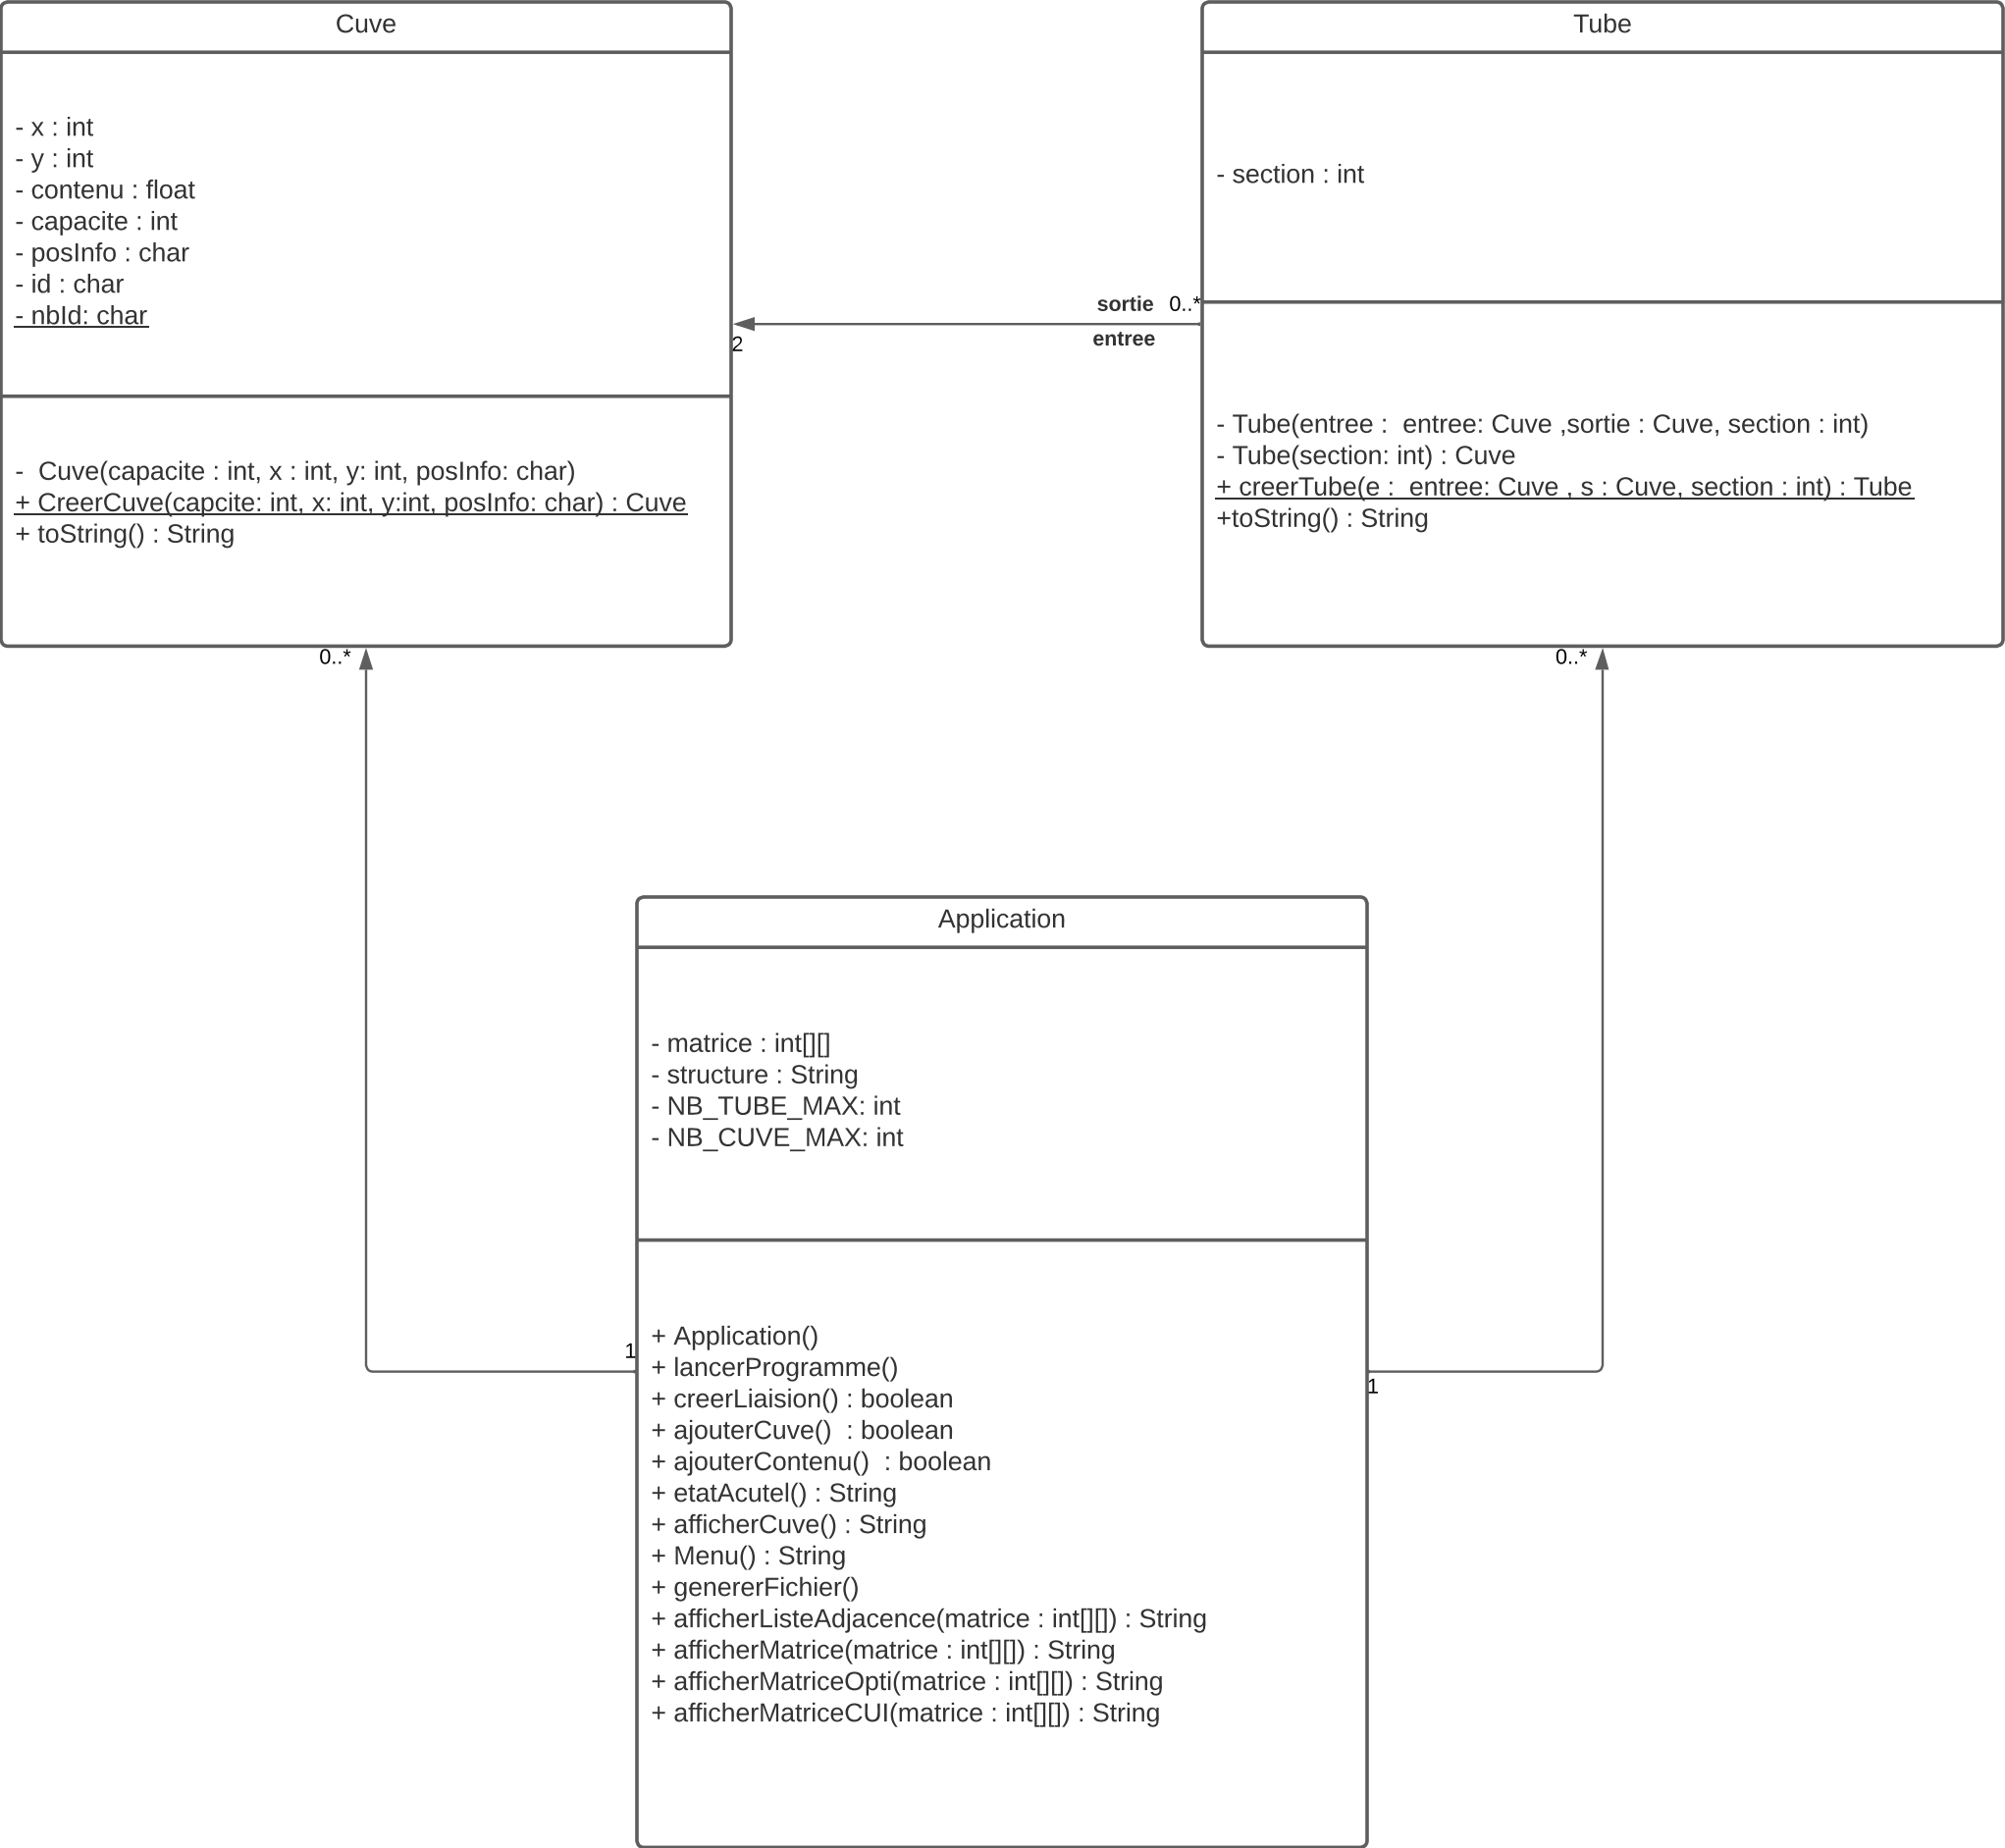 Cuve
- x : int
- y : int
- contenu : float
- capacite : int
- posInfo : char
- id : char
- nbId: char
-  Cuve(capacite : int, x : int, y: int, posInfo: char)
+ CreerCuve(capcite: int, x: int, y:int, posInfo: char) : Cuve
+ toString() : String
Tube
- section : int
- Tube(entree :  entree: Cuve ,sortie : Cuve, section : int)
- Tube(section: int) : Cuve
+ creerTube(e :  entree: Cuve , s : Cuve, section : int) : Tube
+toString() : String
sortie
0..*
entree
2
0..*
0..*
Application
- matrice : int[][]
- structure : String
- NB_TUBE_MAX: int
- NB_CUVE_MAX: int
+ Application()
+ lancerProgramme()
+ creerLiaision() : boolean
+ ajouterCuve()  : boolean
+ ajouterContenu()  : boolean
+ etatAcutel() : String
+ afficherCuve() : String
+ Menu() : String
+ genererFichier()
+ afficherListeAdjacence(matrice : int[][]) : String
+ afficherMatrice(matrice : int[][]) : String
+ afficherMatriceOpti(matrice : int[][]) : String
+ afficherMatriceCUI(matrice : int[][]) : String
1
1